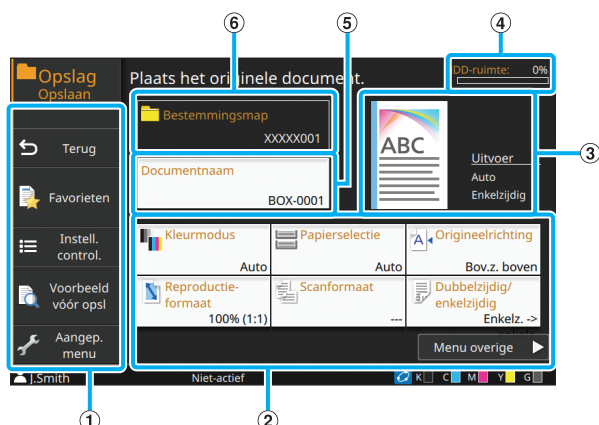 6
5
4
Opslag
Opslaan
Plaats het originele document.
DD-ruimte: 0%
Bestemmingsmap
XXXXX001
ABC
Uitvoer
Auto
Enkelzijdig
3
Terug
Documentnaam
BOX-0001
Favorieten
Instell.
control.
Voorbeeld
vóór opsl
Aangep.
menu
Kleurmodus
Auto
Papierselectie
Auto
A
Origineelrichting
Bov.z. boven
Reproductie-
formaat
100% (1:1)
Scanformaat
---
Dubbelzijdig/
enkelzijdig
Enkelz. ->
Menu overige
J.Smith
Niet-actief
K C M Y G
1
2